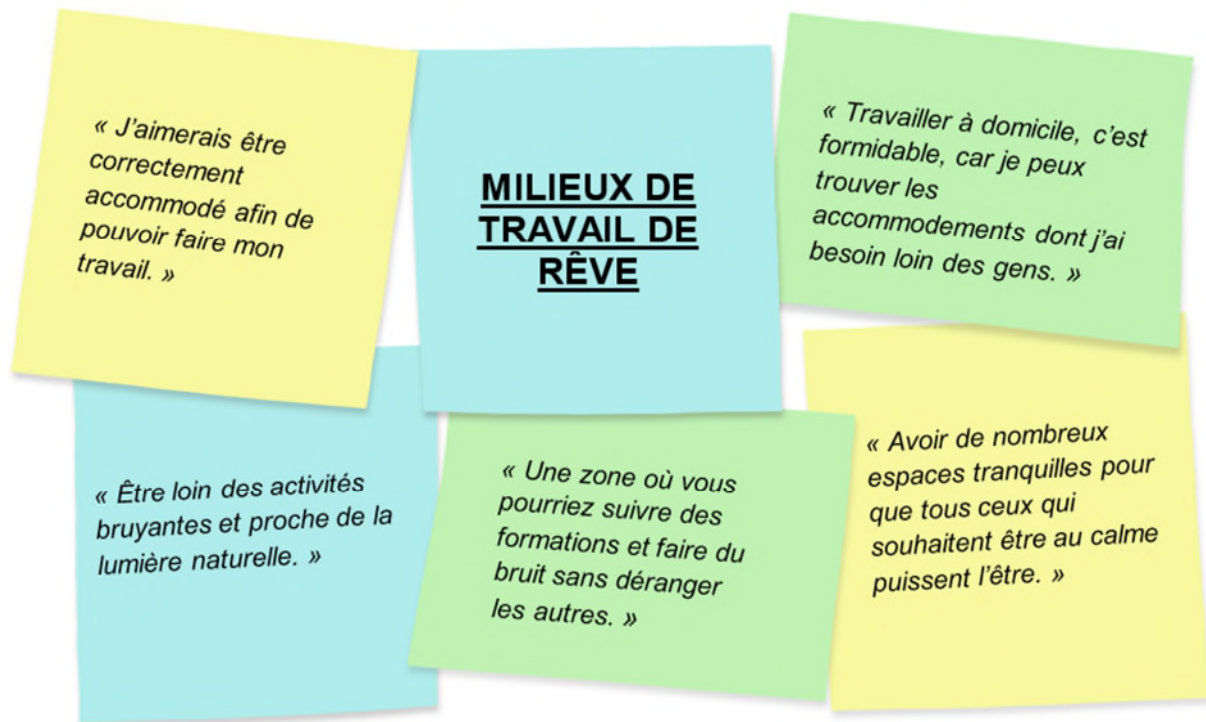 « J'aimerais être
correctement
accommodé afin de
pouvoir faire mon
travail. »
MILIEUX DE
TRAVAIL DE
RÊVE
« Travailler à domicile, c'est
formidable, car je peux
trouver les
accommodements dont j'ai
besoin loin des gens. »
« Être loin des activités
bruyantes et proche de la
lumière naturelle. »
« Une zone où vous
pourriez suivre des
formations et faire du
bruit sans déranger
les autres. »
« Avoir de nombreux
espaces tranquilles pour
que tous ceux qui
souhaitent être au calme
puissent l'être. »